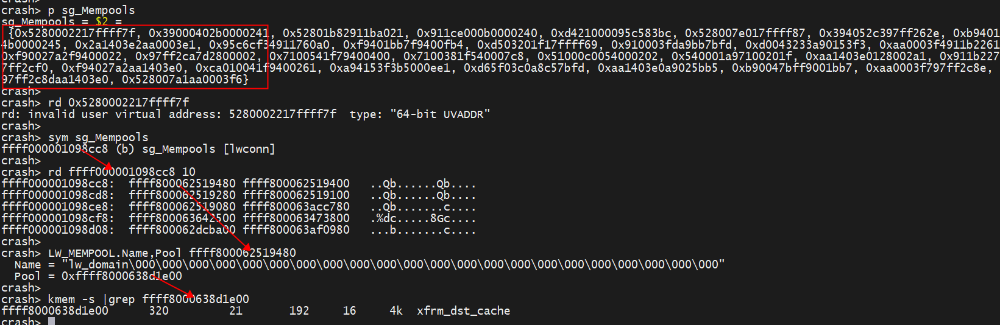 crash> p sg_Mempools
sg_Mempools = $2 =
{0x5280002217ffff7f, 0x39000402b0000241, 0x52801b82911ba021, 0x911ce000b0000240, 0xd421000095c583bc, 0x528007e017ffff87, 0x394052c397ff262e, 0xb9401
4b0000245, 0x2a1403e2aa0003e1, 0x95c6cf34911760a0, 0xf9401bb7f9400fb4, 0xd503201f17ffff69, 0x910003fda9bb7bfd, 0xd0043233a90153f3, 0xaa0003f4911b2261
0xf90027a2f9400022, 0x97ff2ca7d2800002, 0x7100541f79400400, 0x7100381f540007c8, 0x51000c0054000202, 0x540001a97100201f, 0xaa1403e0128002a1, 0x911b227
7ff2cf0, 0xf94027a2aa1403e0, 0xca010041f9400261, 0xa94153f3b5000ee1, 0xd65f03c0a8c57bfd, 0xaa1403e0a9025bb5, 0xb90047bff9001bb7, 0xaa0003f797ff2c8e,
97ff2c8daa1403e0, 0x528007a1aa0003f6}
crash>
crash> rd 0x5280002217ffff7f
rd: invalid user virtual address: 5280002217ffff7f  type: "64-bit UVADDR"
crash>
crash> sym sg_Mempools
ffff000001098cc8 (b) sg_Mempools [lwconn]
crash>
crash> rd ffff000001098cc8 10
ffff000001098cc8:  ffff800062519480 ffff800062519400   ..Qb......Qb....
ffff000001098cd8:  ffff800062519280 ffff800062519100   ..Qb......Qb....
ffff000001098ce8:  ffff800062519080 ffff800063acc780   ..Qb.......c....
ffff000001098cf8:  ffff800063642500 ffff800063473800   .%dc.....8Gc....
ffff000001098d08:  ffff800062dcba00 ffff800063af0980   ...b.......c....
crash>
crash> LW_MEMPOOL.Name,Pool ffff800062519480
Name = "lw_domain\000\000\000\000\000\000\000\000\000\000\000\000\000\000\000\000\000\000\000\000\000\000"
Pool = 0xffff8000638d1e00
crash>
crash> kmem -s |grep ffff8000638d1e00
ffff8000638d1e00      320         21       192     16     4k  xfrm_dst_cache
crash>